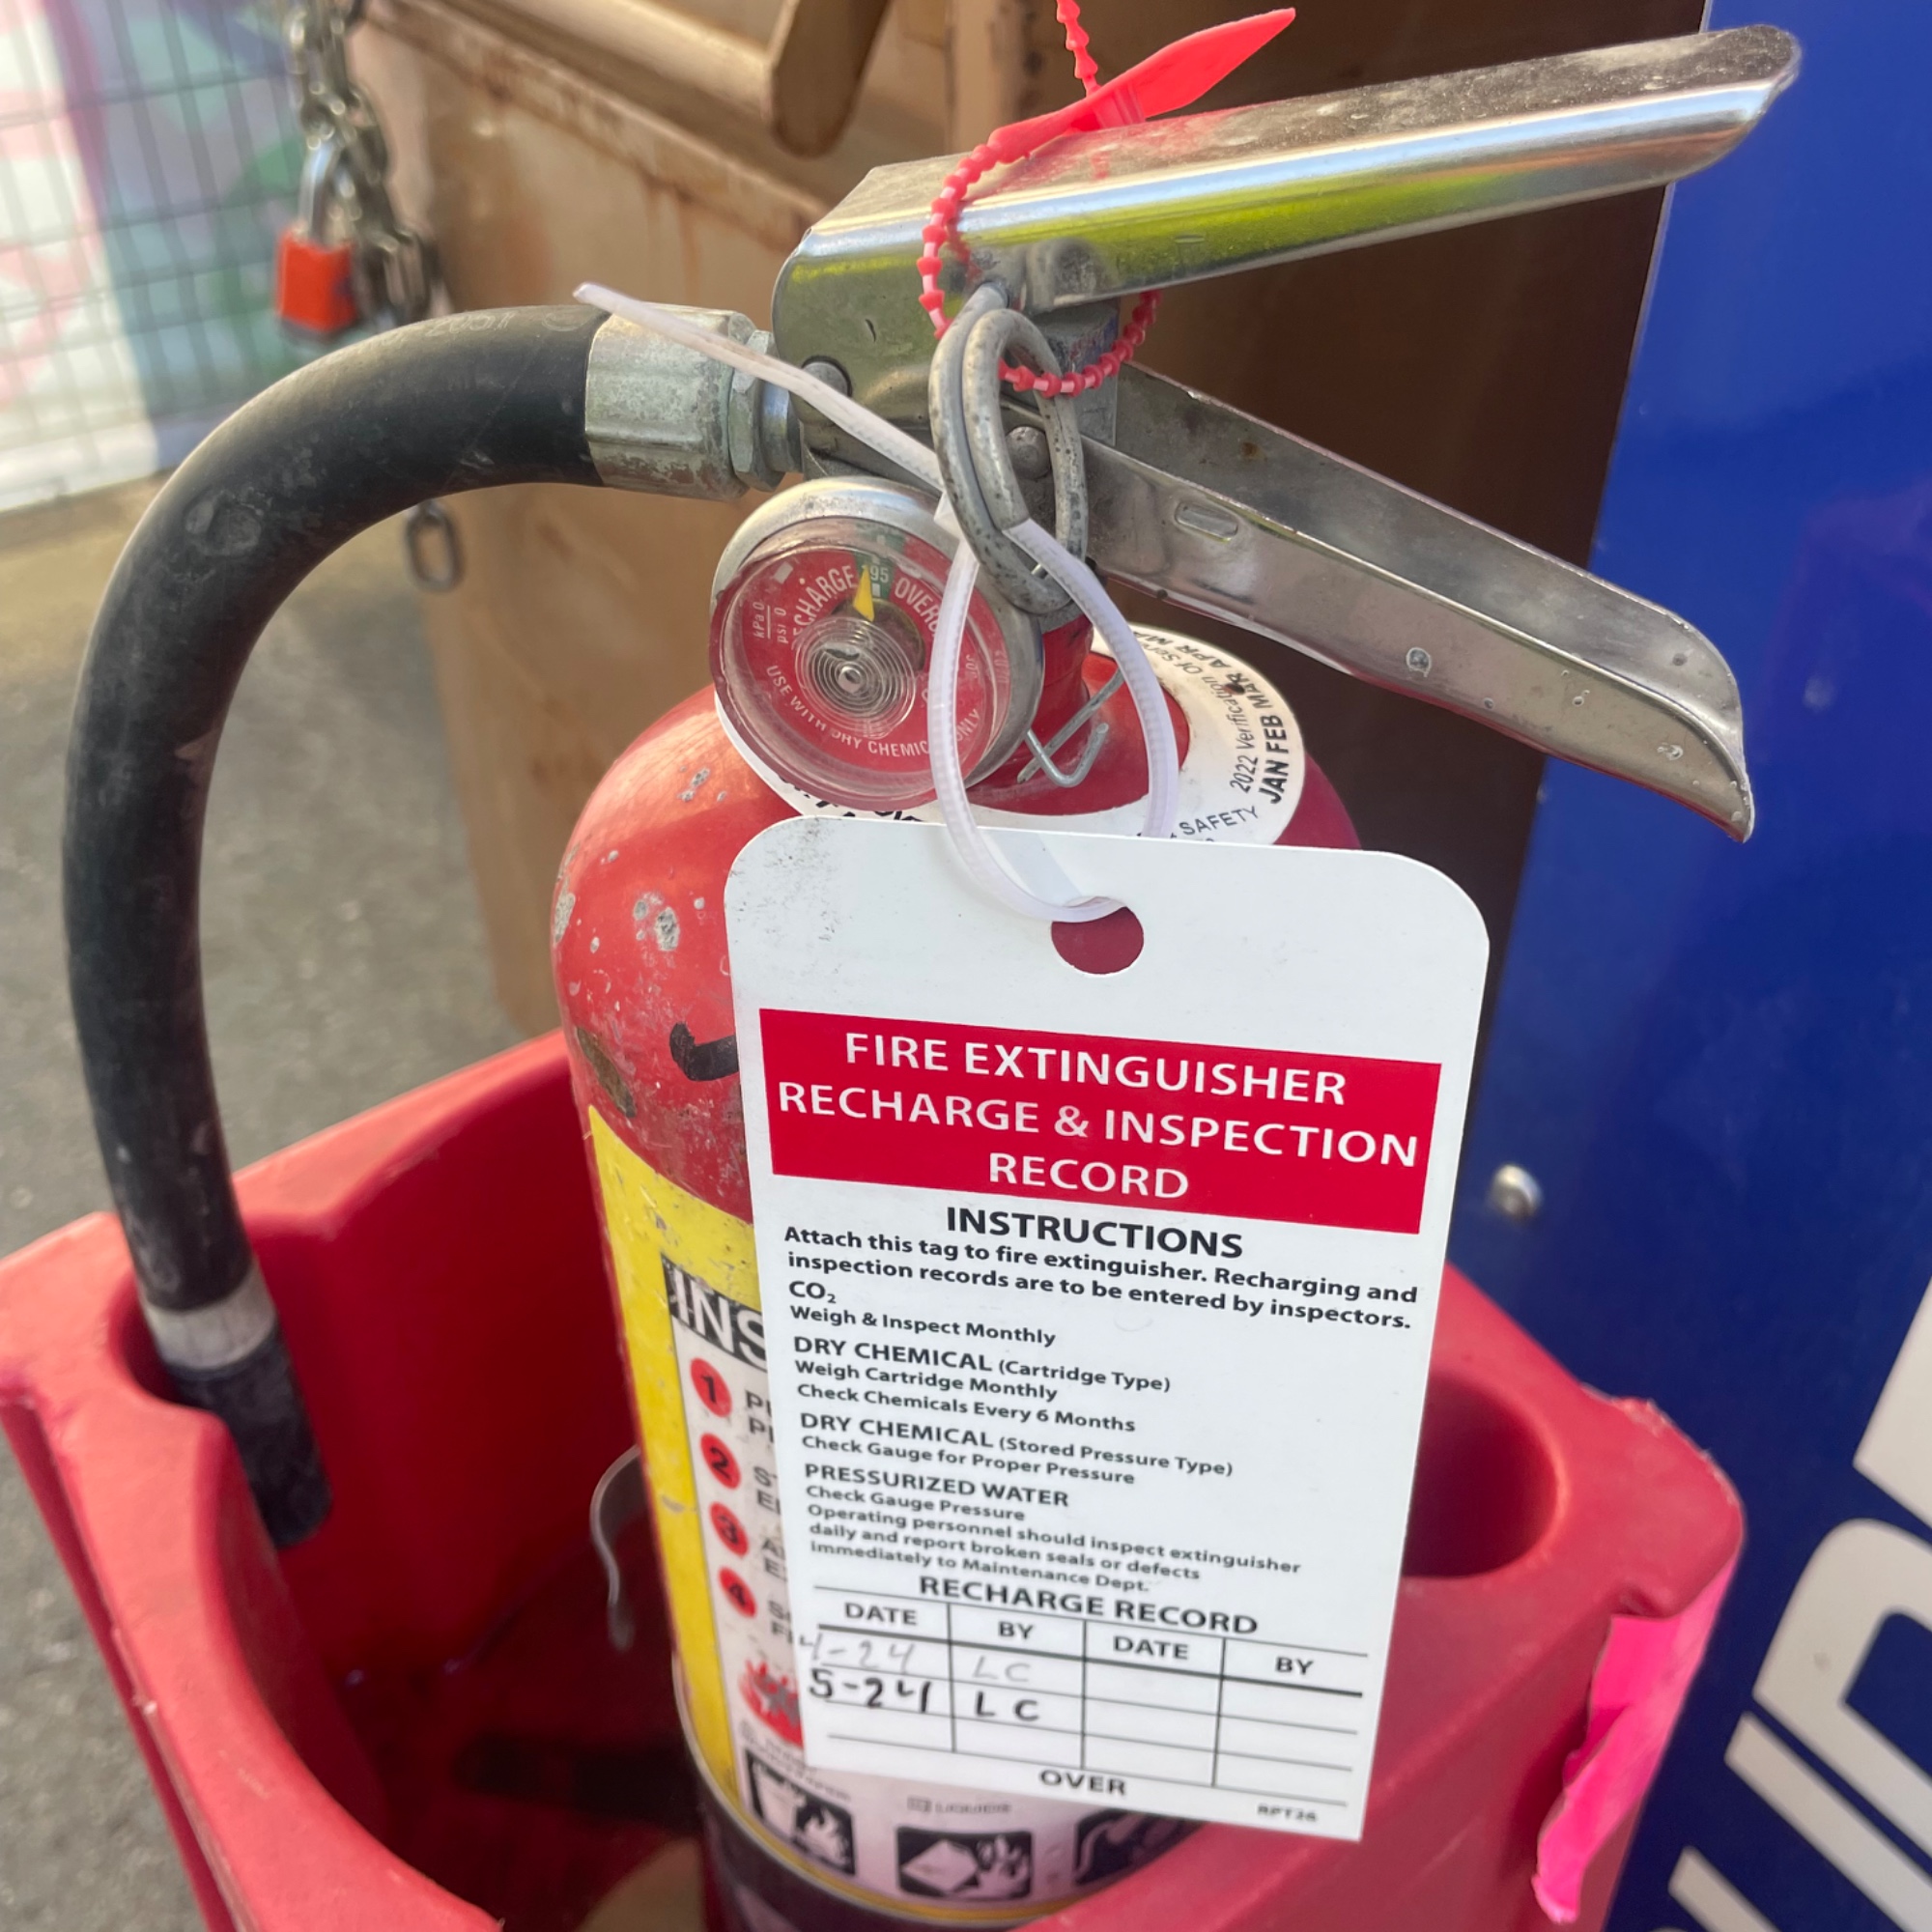 RECHARGE
195
kPa 0
psi 0
USE WITH DRY CHEMICAL ONLY
2022 Verification Of
JAN FEB MAR APR
SAFETY
FIRE EXTINGUISHER
RECHARGE & INSPECTION
RECORD
INSTRUCTIONS
Attach this tag to fire extinguisher. Recharging and
inspection records are to be entered by inspectors.
CO₂
Weigh & Inspect Monthly
DRY CHEMICAL (Cartridge Type)
Weigh Cartridge Monthly
Check Chemicals Every 6 Months
DRY CHEMICAL (Stored Pressure Type)
Check Gauge for Proper Pressure
PRESSURIZED WATER
Check Gauge Pressure
Operating personnel should inspect extinguisher
daily and report broken seals or defects
immediately to Maintenance Dept.
RECHARGE RECORD
DATE BY DATE BY
4-24 LC
5-24 LC
OVER
RPT26
INS
1
2
3
4
LIQUIDS